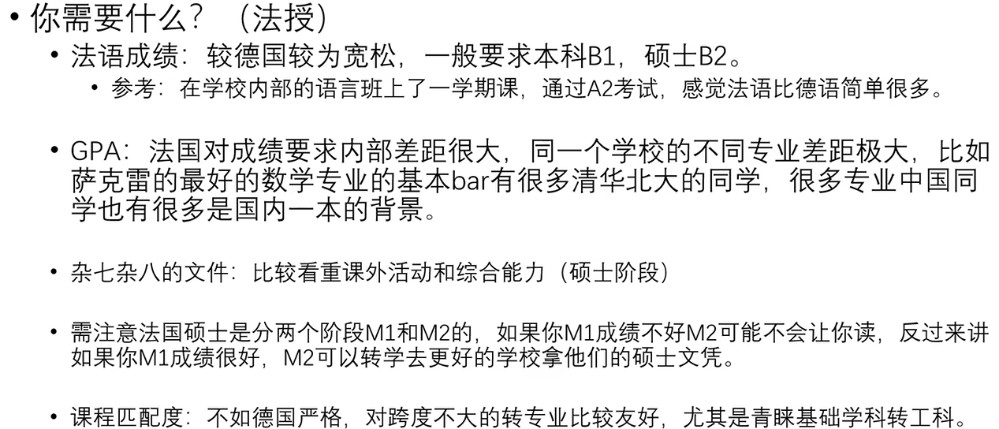 • 你需要什么？（法授）
• 法语成绩：较德国较为宽松，一般要求本科B1，硕士B2。
• 参考：在学校内部的语言班上了一学期课，通过A2考试，感觉法语比德语简单很多。
• GPA：法国对成绩要求内部差距很大，同一个学校的不同专业差距极大，比如
萨克雷的最好的数学专业的基本bar有很多清华北大的同学，很多专业中国同
学也有很多是国内一本的背景。
• 杂七杂八的文件：比较看重课外活动和综合能力（硕士阶段）
• 需注意法国硕士是分两个阶段M1和M2的，如果你M1成绩不好M2可能不会让你读，反过来讲
如果你M1成绩很好，M2可以转学去更好的学校拿他们的硕士文凭。
• 课程匹配度：不如德国严格，对跨度不大的转专业比较友好，尤其是青睐基础学科转工科。